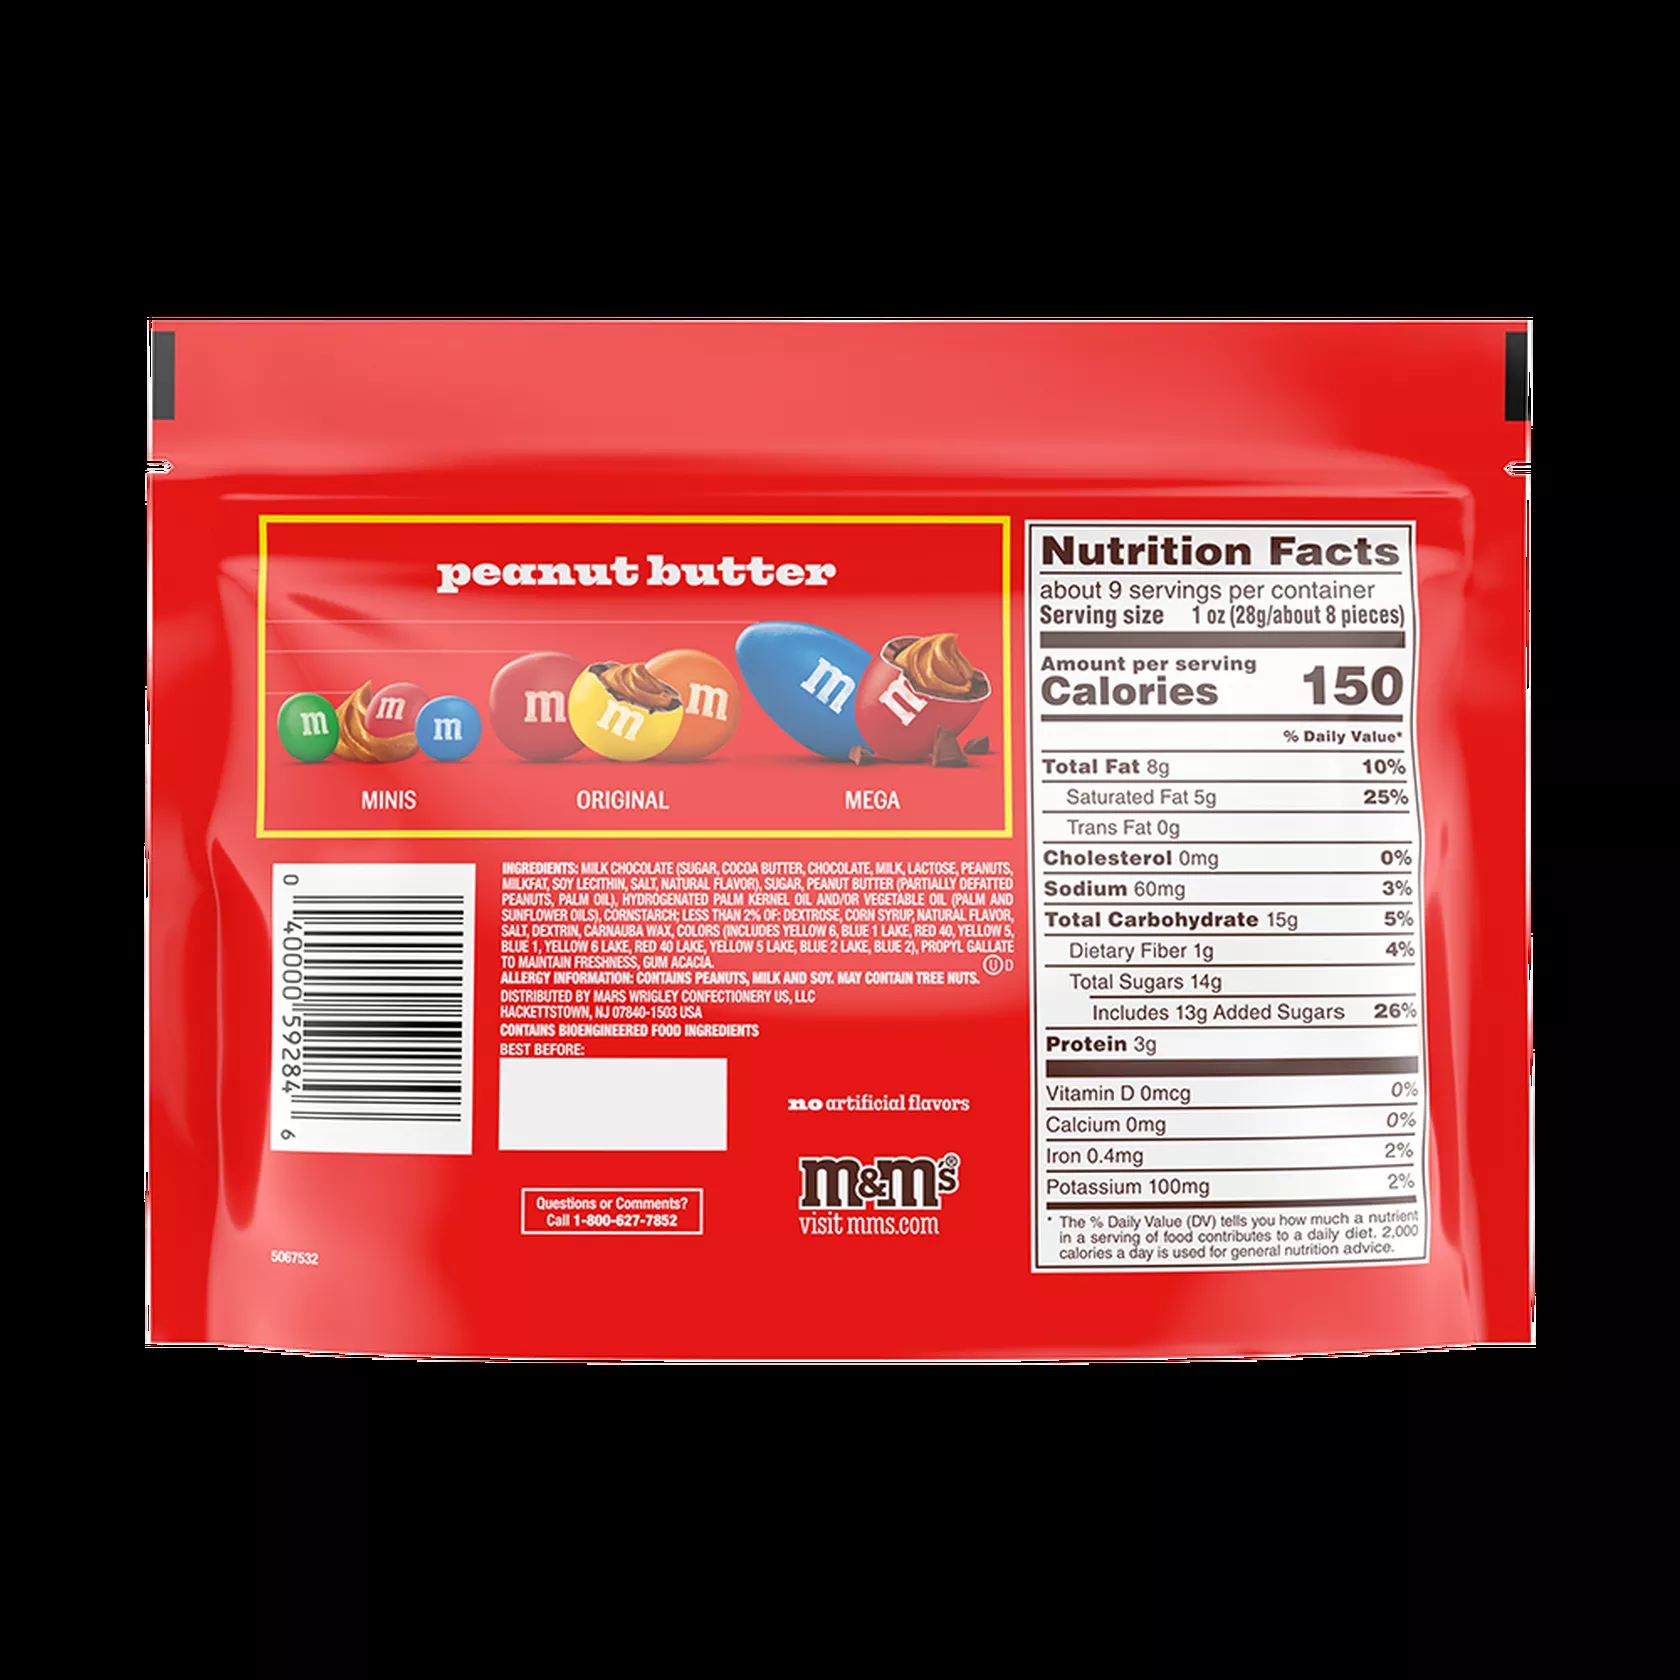 peanut butter
m
m
m
m
m
m
m
m
MINIS ORIGINAL MEGA
INGREDIENTS: MILK CHOCOLATE (SUGAR, COCOA BUTTER, CHOCOLATE, MILK, LACTOSE, PEANUTS,
MILKFAT, SOY LECITHIN, SALT, NATURAL FLAVOR), SUGAR, PEANUT BUTTER (PARTIALLY DEFATTED
PEANUTS, PALM OIL), HYDROGENATED PALM KERNEL OIL AND/OR VEGETABLE OIL (PALM AND
SUNFLOWER OILS), CORNSTARCH; LESS THAN 2% OF: DEXTROSE, CORN SYRUP, NATURAL FLAVOR,
SALT, DEXTRIN, CARNAUBA WAX, COLORS (INCLUDES YELLOW 6, BLUE 1 LAKE, RED 40, YELLOW 5,
BLUE 1, YELLOW 6 LAKE, RED 40 LAKE, YELLOW 5 LAKE, BLUE 2 LAKE, BLUE 2), PROPYL GALLATE
TO MAINTAIN FRESHNESS, GUM ACACIA.
U D
ALLERGY INFORMATION: CONTAINS PEANUTS, MILK AND SOY. MAY CONTAIN TREE NUTS.
DISTRIBUTED BY MARS WRIGLEY CONFECTIONERY US, LLC
HACKETTSTOWN, NJ 07840-1503 USA
CONTAINS BIOENGINEERED FOOD INGREDIENTS
BEST BEFORE:
0 40000 59284 6
no artificial flavors
m&m's®
visit mms.com
Questions or Comments?
Call 1-800-627-7852
5067532
Nutrition Facts
about 9 servings per container
Serving size 1 oz (28g/about 8 pieces)
Amount per serving
Calories 150
% Daily Value*
Total Fat 8g 10%
Saturated Fat 5g 25%
Trans Fat 0g
Cholesterol 0mg 0%
Sodium 60mg 3%
Total Carbohydrate 15g 5%
Dietary Fiber 1g 4%
Total Sugars 14g
Includes 13g Added Sugars 26%
Protein 3g
Vitamin D 0mcg 0%
Calcium 0mg 0%
Iron 0.4mg 2%
Potassium 100mg 2%
* The % Daily Value (DV) tells you how much a nutrient
in a serving of food contributes to a daily diet. 2,000
calories a day is used for general nutrition advice.